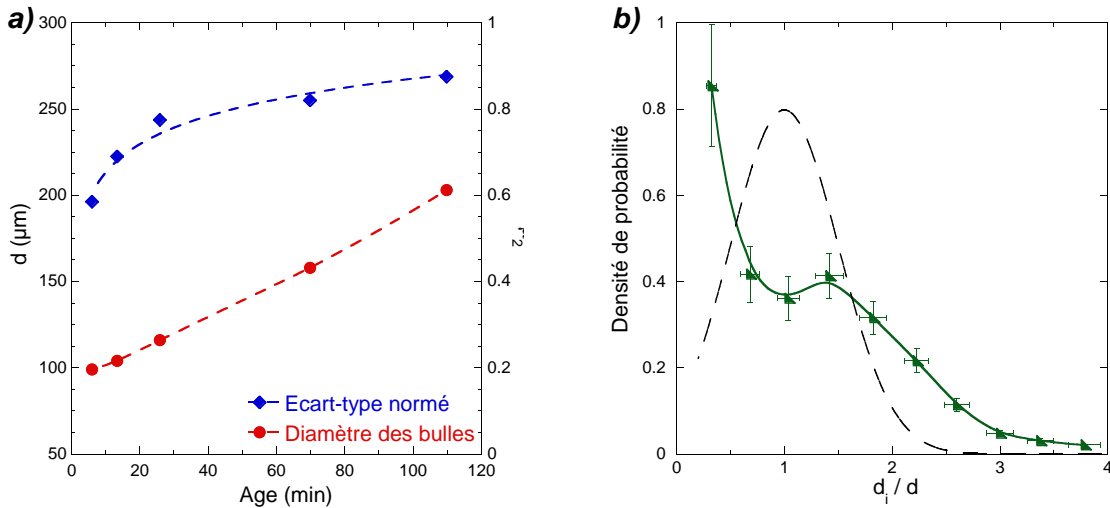 a)
300
250
200
150
100
50
d (µm)
1
0.8
0.6
0.4
0.2
0
Ecart-type normé
Diamètre des bulles
0 20 40 60 80 100 120
Age (min)
b)
1
0.8
0.6
0.4
0.2
0
Densité de probabilité
0 1 2 3 4
d_i / d